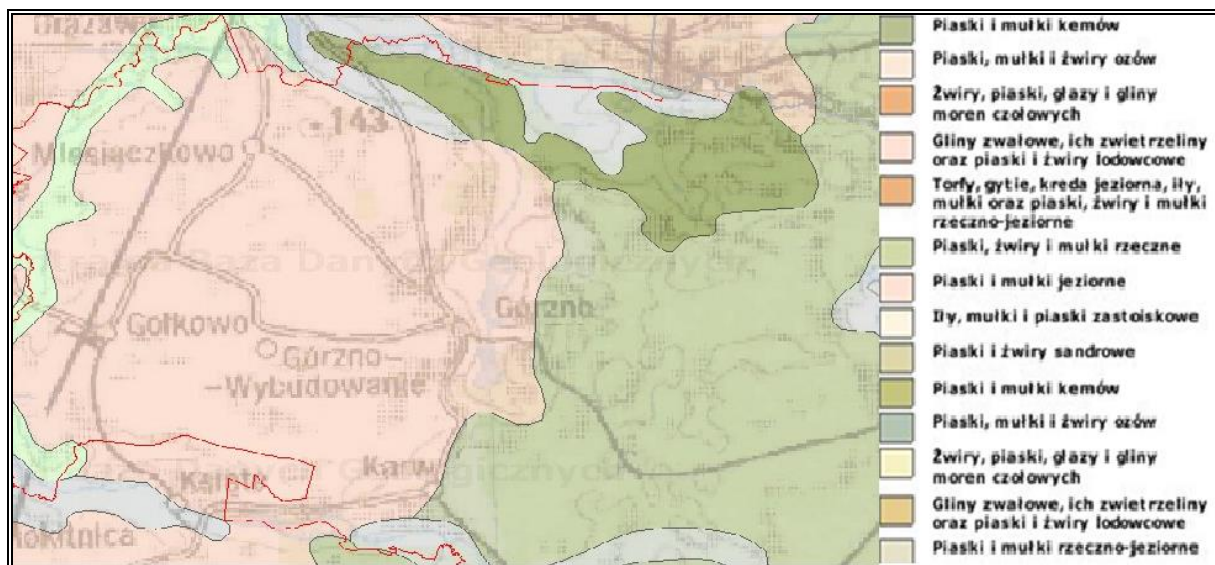 143
Gołkowo
Górzno
Górzno-
-Wybudowanie
Karw
Piaski i mułki kemów
Piaski, mułki i żwiry ozów
Żwiry, piaski, głazy i gliny
moren czołowych
Gliny zwałowe, ich zwietrzeliny
oraz piaski i żwiry lodowcowe
Torfy, gytie, kreda jeziorna, iły,
mułki oraz piaski, żwiry i mułki
rzeczno-jeziorne
Piaski, żwiry i mułki rzeczne
Piaski i mułki jeziorne
Iły, mułki i piaski zastoiskowe
Piaski i żwiry sandrowe
Piaski i mułki kemów
Piaski, mułki i żwiry ozów
Żwiry, piaski, głazy i gliny
moren czołowych
Gliny zwałowe, ich zwietrzeliny
oraz piaski i żwiry lodowcowe
Piaski i mułki rzeczno-jeziorne